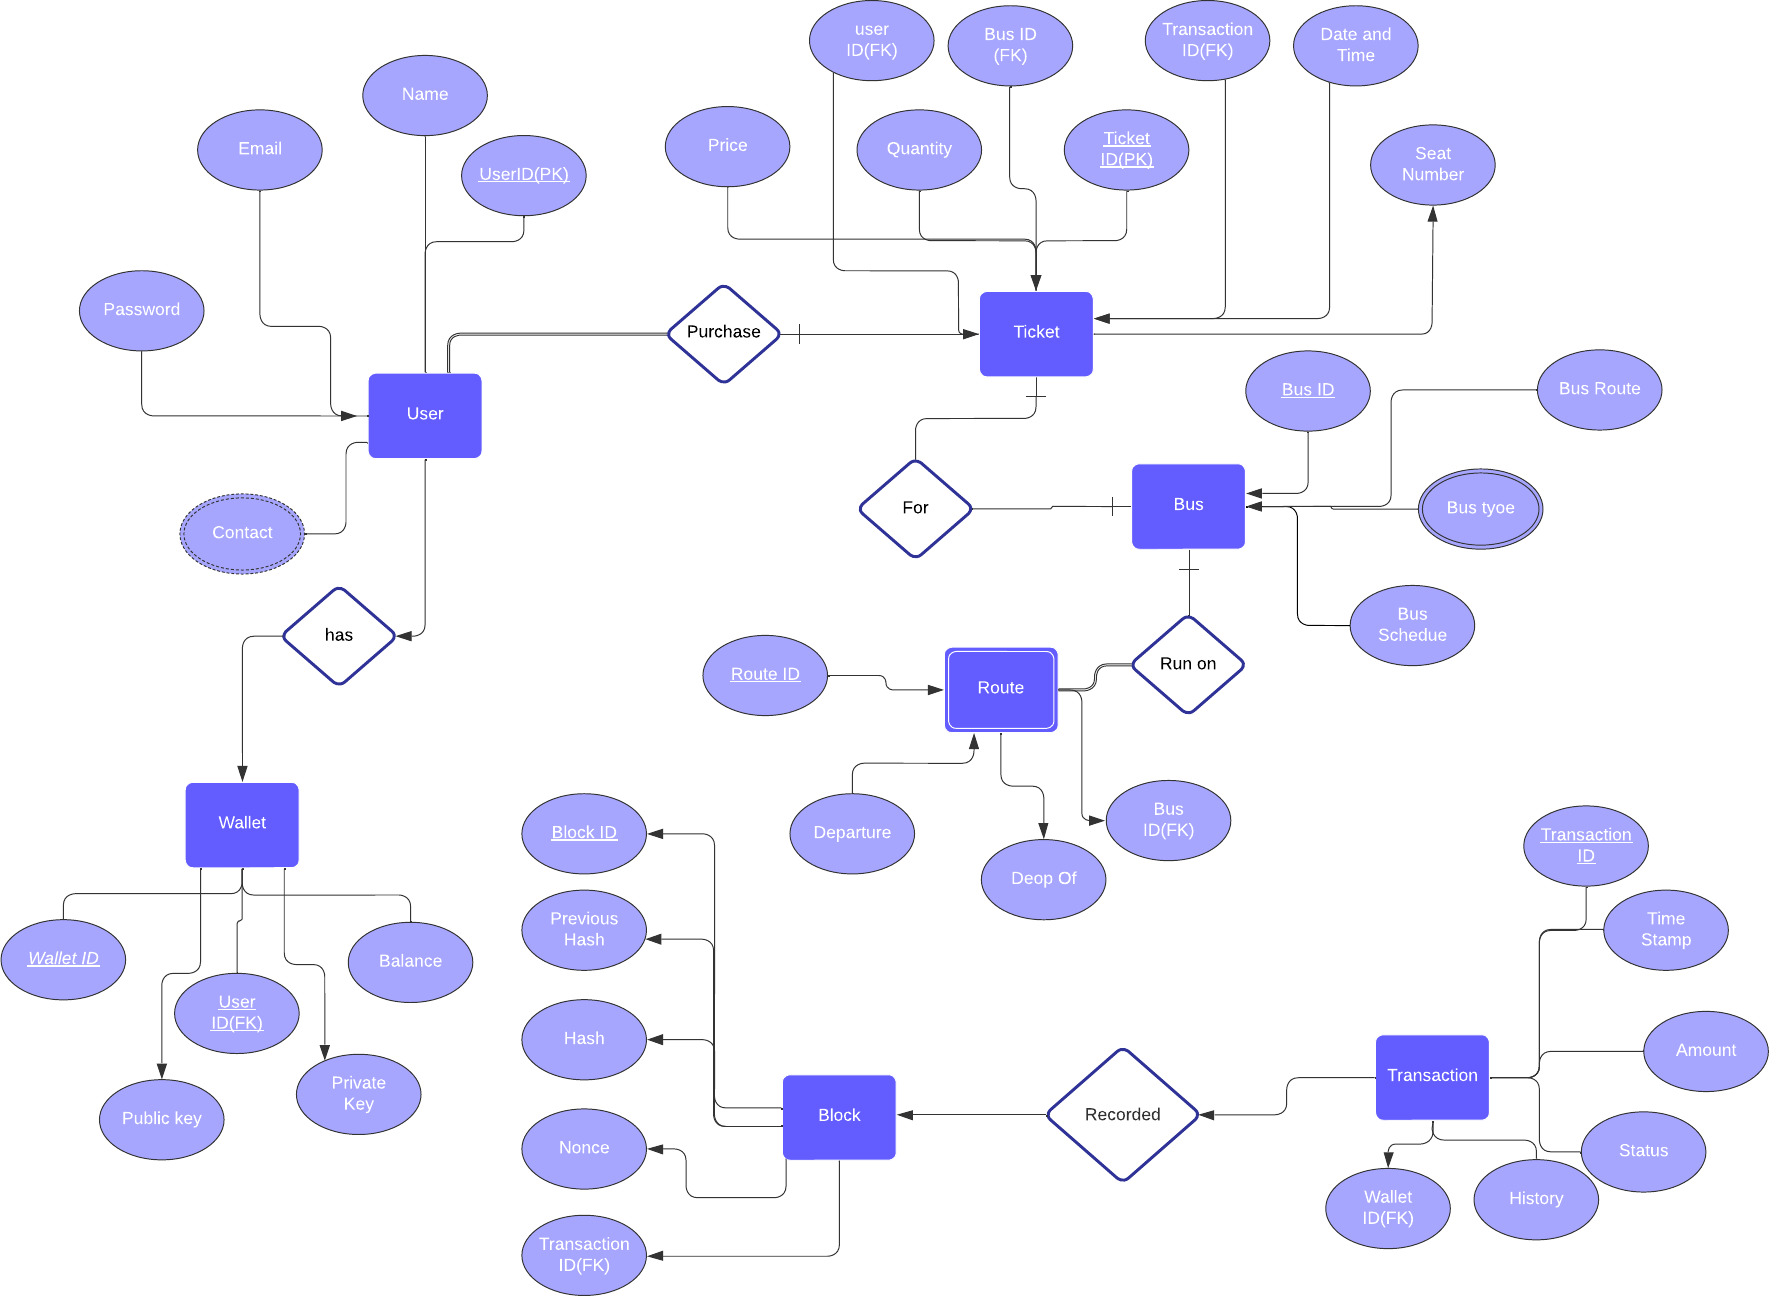 user
ID(FK)
Bus ID
(FK)
Transaction
ID(FK)
Date and
Time
Name
Email
UserID(PK)
Price
Quantity
Ticket
ID(PK)
Seat
Number
Password
Purchase
Ticket
User
Bus ID
Bus Route
Contact
For
Bus
Bus tyoe
Bus
Schedue
has
Route ID
Route
Run on
Wallet
Block ID
Departure
Bus
ID(FK)
Deop Of
Transaction
ID
Previous
Hash
Time
Stamp
Wallet ID
User
ID(FK)
Balance
Public key
Private
Key
Hash
Block
Recorded
Transaction
Amount
Nonce
Status
Wallet
ID(FK)
History
Transaction
ID(FK)